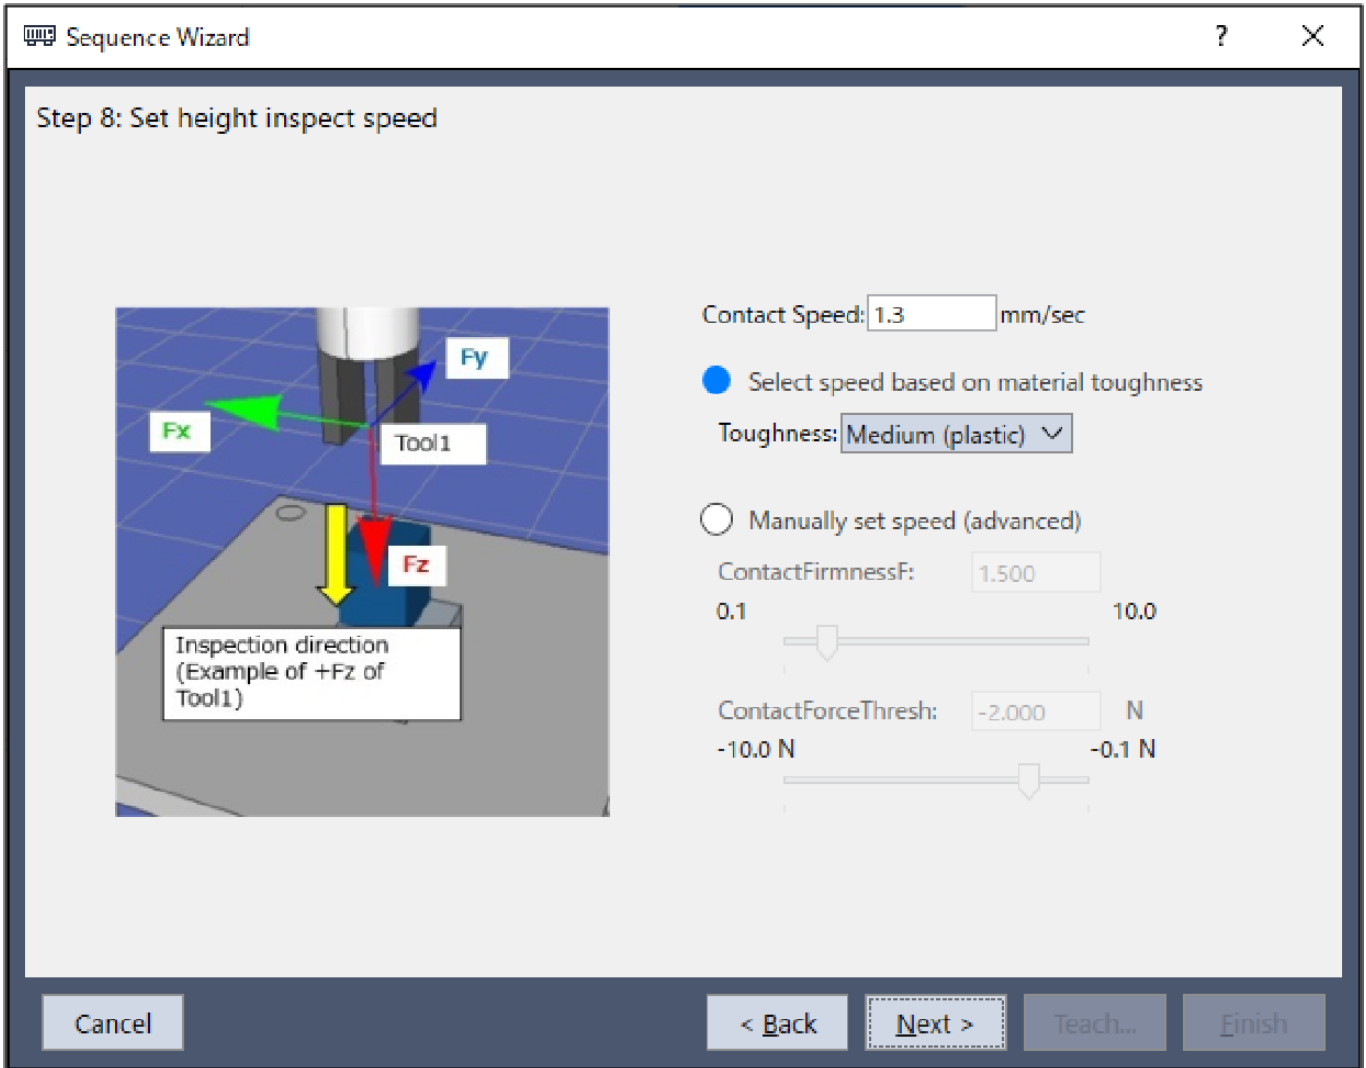 Sequence Wizard
?
Step 8: Set height inspect speed
Fy
Fx
Tool1
Fz
Inspection direction
(Example of +Fz of
Tool1)
Contact Speed: 1.3 mm/sec
Select speed based on material toughness
Toughness: Medium (plastic)
Manually set speed (advanced)
ContactFirmnessF: 1.500
0.1 10.0
ContactForceThresh: -2.000 N
-10.0 N -0.1 N
Cancel
< Back
Next >
Teach...
Finish